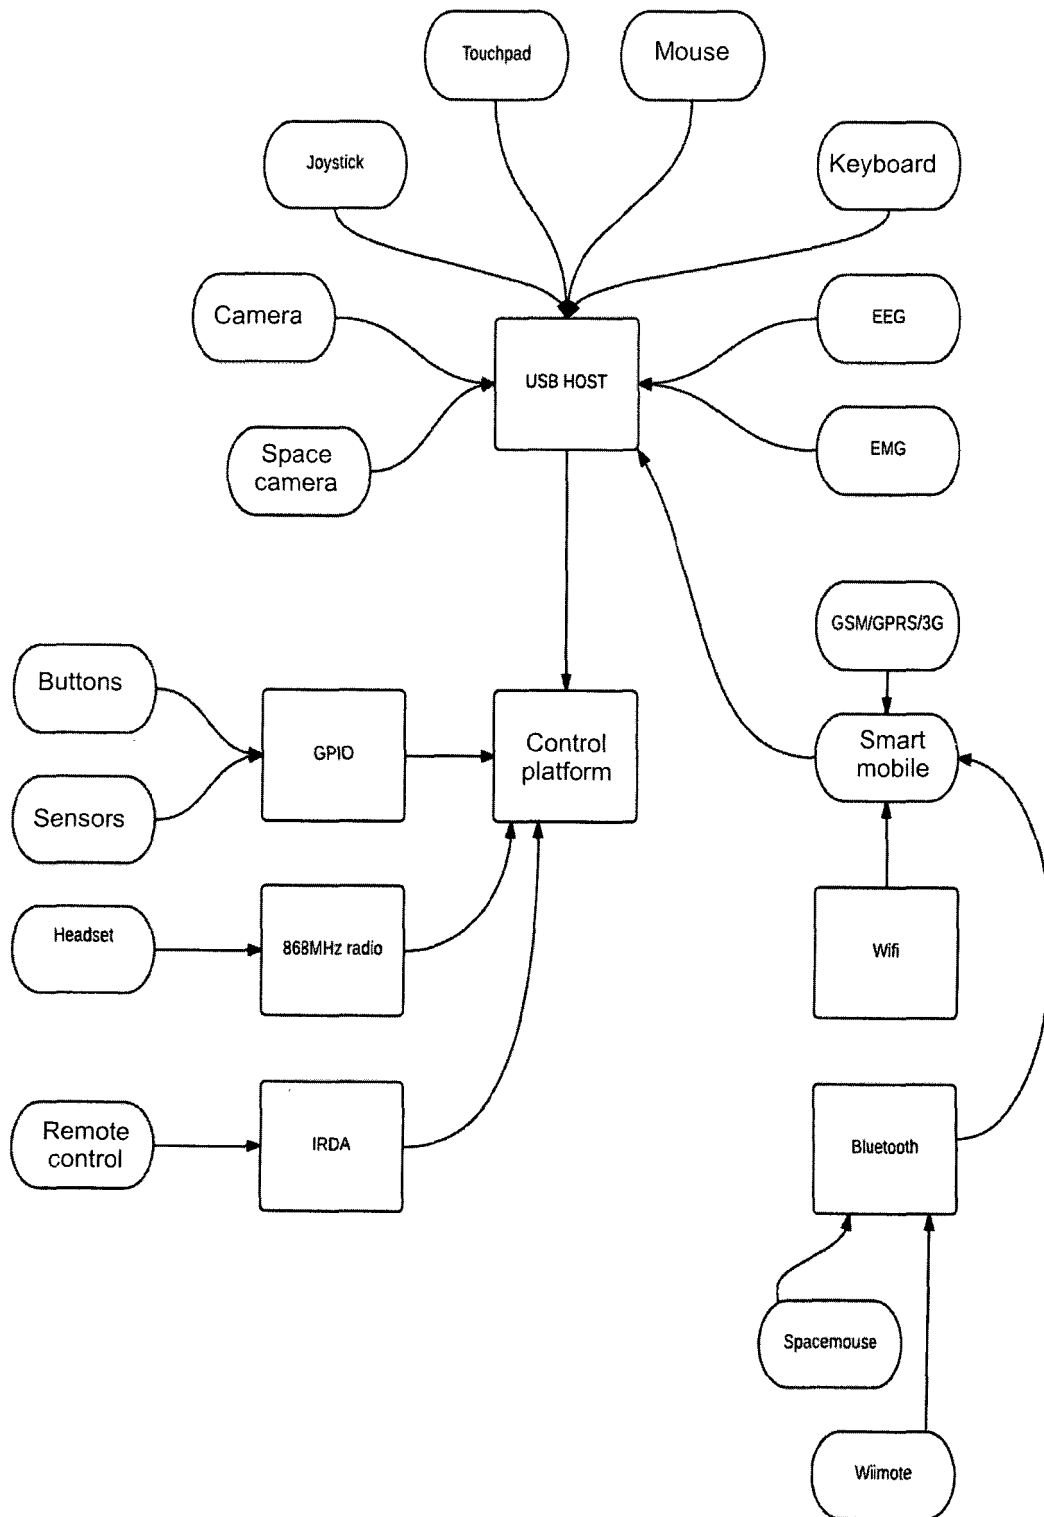 Touchpad
Mouse
Joystick
Keyboard
Camera
EEG
USB HOST
Space
camera
EMG
GSM/GPRS/3G
Buttons
GPIO
Control
platform
Smart
mobile
Sensors
Headset
868MHz radio
Wifi
Remote
control
IRDA
Bluetooth
Spacemouse
Wiimote